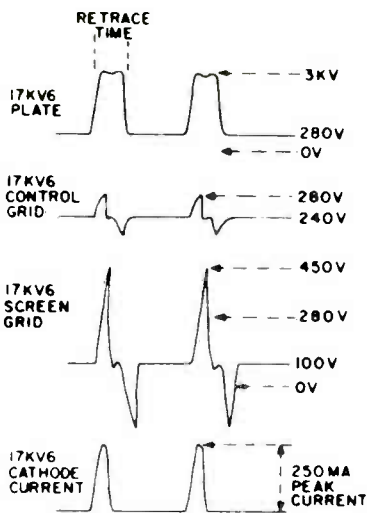 RETRACE
TIME
3KV
17KV6
PLATE
280V
0V
17KV6
CONTROL
GRID
280V
240V
450V
17KV6
SCREEN
GRID
280V
100V
0V
17KV6
CATHODE
CURRENT
250MA
PEAK
CURRENT